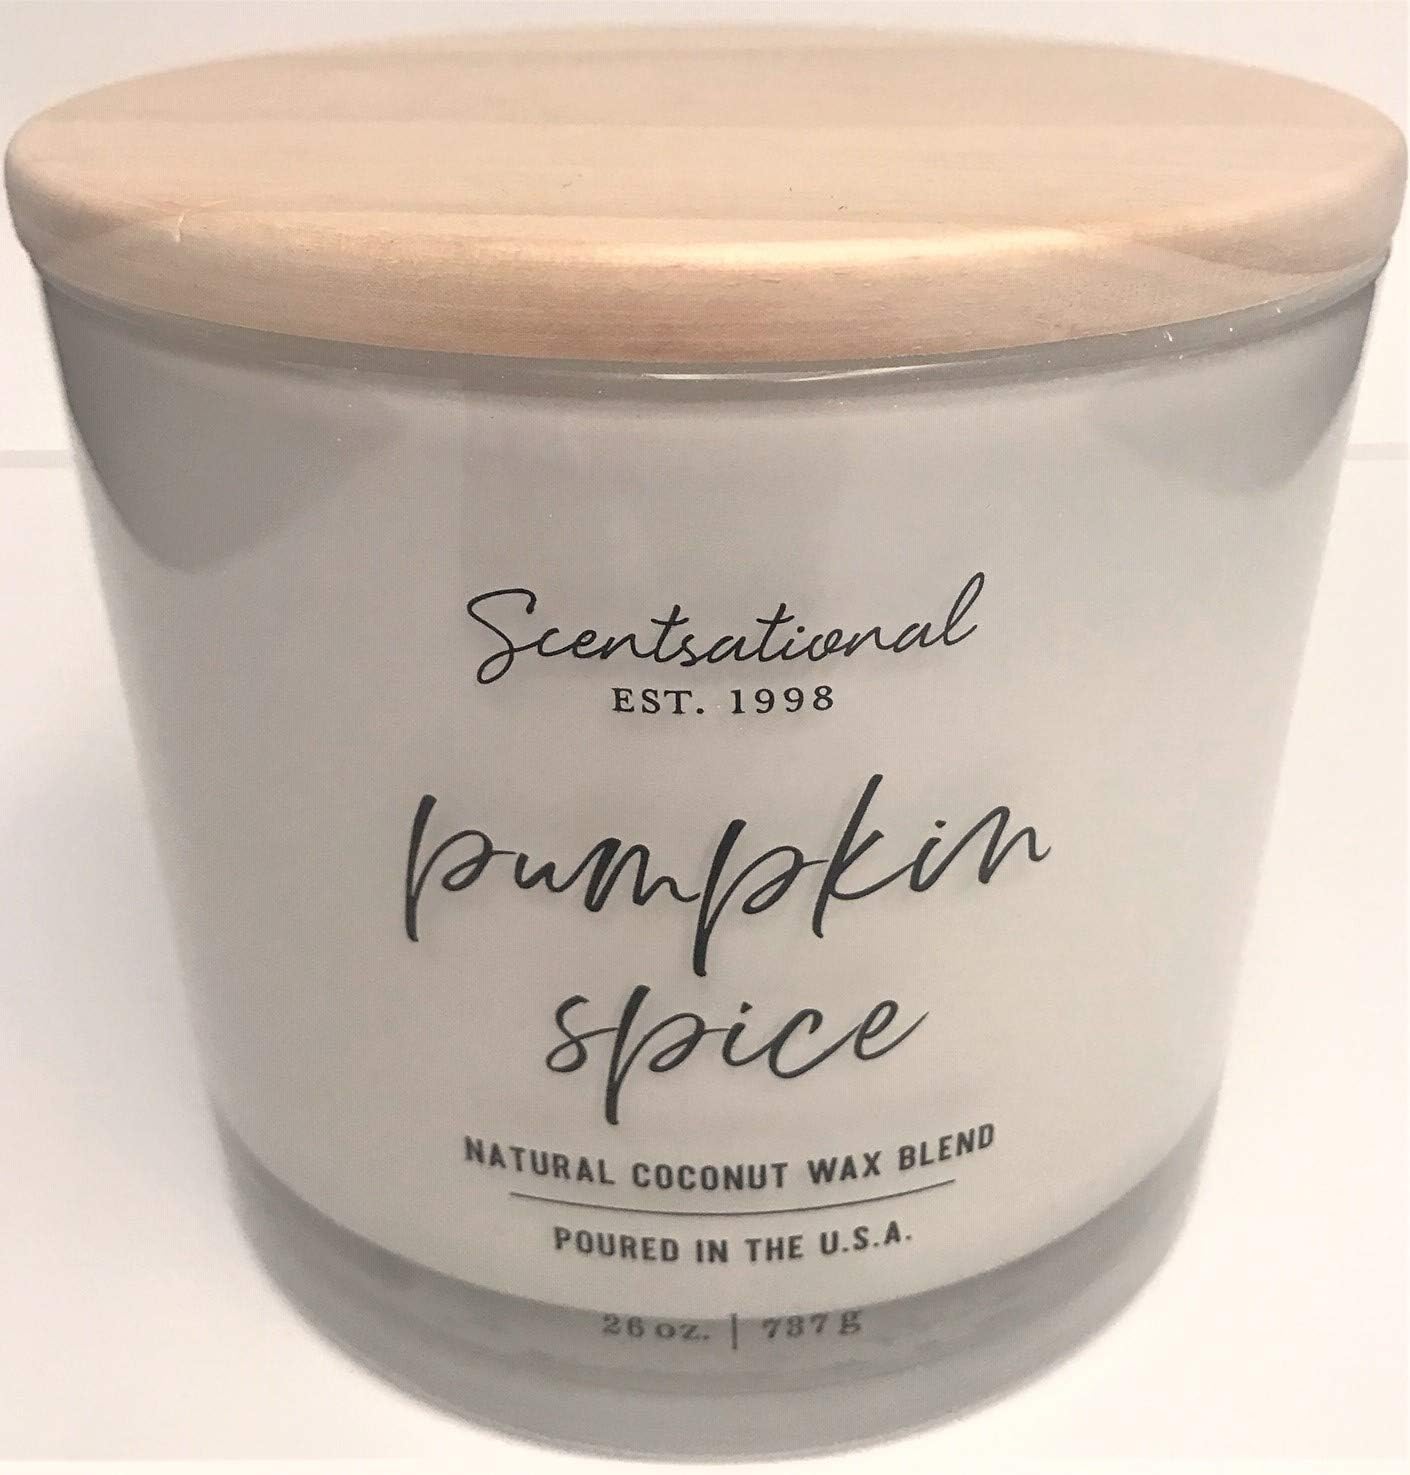 Scentsational
EST. 1998
pumpkin
spice
NATURAL COCONUT WAX BLEND
POURED IN THE U.S.A.
26 oz. | 737 g